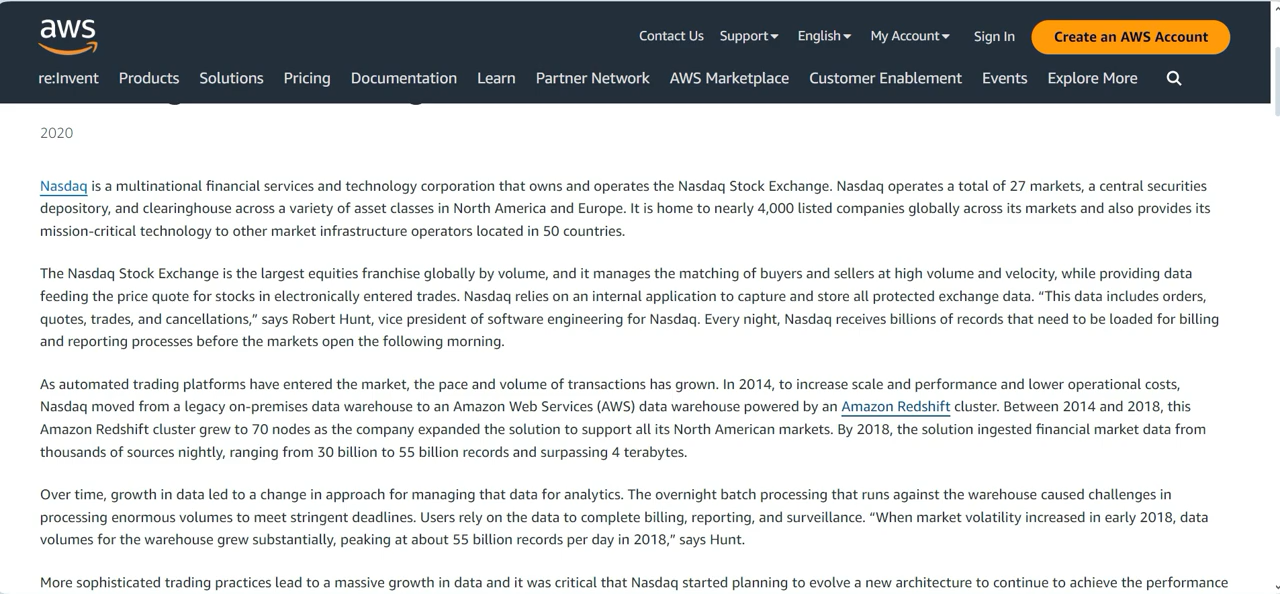 aws
Contact Us Support English My Account Sign In Create an AWS Account
re:Invent Products Solutions Pricing Documentation Learn Partner Network AWS Marketplace Customer Enablement Events Explore More
2020
Nasdaq is a multinational financial services and technology corporation that owns and operates the Nasdaq Stock Exchange. Nasdaq operates a total of 27 markets, a central securities
depository, and clearinghouse across a variety of asset classes in North America and Europe. It is home to nearly 4,000 listed companies globally across its markets and also provides its
mission-critical technology to other market infrastructure operators located in 50 countries.
The Nasdaq Stock Exchange is the largest equities franchise globally by volume, and it manages the matching of buyers and sellers at high volume and velocity, while providing data
feeding the price quote for stocks in electronically entered trades. Nasdaq relies on an internal application to capture and store all protected exchange data. “This data includes orders,
quotes, trades, and cancellations,” says Robert Hunt, vice president of software engineering for Nasdaq. Every night, Nasdaq receives billions of records that need to be loaded for billing
and reporting processes before the markets open the following morning.
As automated trading platforms have entered the market, the pace and volume of transactions has grown. In 2014, to increase scale and performance and lower operational costs,
Nasdaq moved from a legacy on-premises data warehouse to an Amazon Web Services (AWS) data warehouse powered by an Amazon Redshift cluster. Between 2014 and 2018, this
Amazon Redshift cluster grew to 70 nodes as the company expanded the solution to support all its North American markets. By 2018, the solution ingested financial market data from
thousands of sources nightly, ranging from 30 billion to 55 billion records and surpassing 4 terabytes.
Over time, growth in data led to a change in approach for managing that data for analytics. The overnight batch processing that runs against the warehouse caused challenges in
processing enormous volumes to meet stringent deadlines. Users rely on the data to complete billing, reporting, and surveillance. “When market volatility increased in early 2018, data
volumes for the warehouse grew substantially, peaking at about 55 billion records per day in 2018,” says Hunt.
More sophisticated trading practices lead to a massive growth in data and it was critical that Nasdaq started planning to evolve a new architecture to continue to achieve the performance